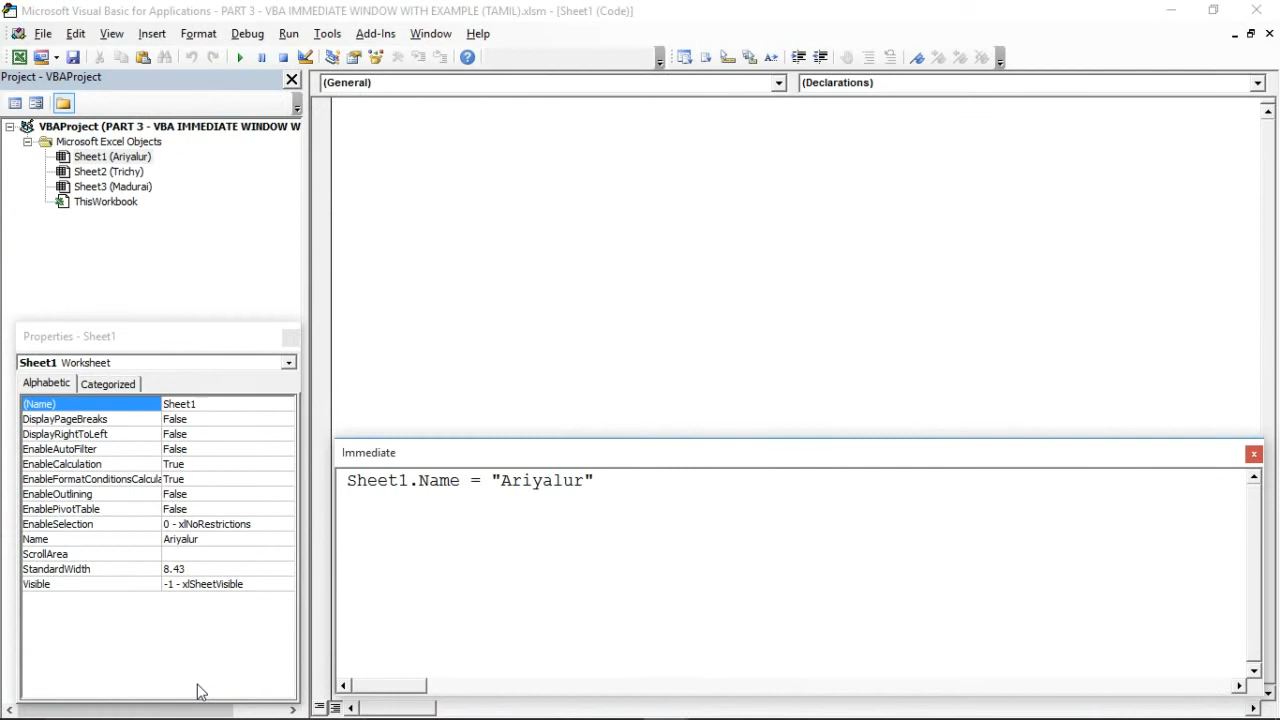 Microsoft Visual Basic for Applications - PART 3 - VBA IMMEDIATE WINDOW WITH EXAMPLE (TAMIL).xlsm - [Sheet1 (Code)]
File Edit View Insert Format Debug Run Tools Add-Ins Window Help
Project - VBAProject
(General) (Declarations)
VBAProject (PART 3 - VBA IMMEDIATE WINDOW W
Microsoft Excel Objects
Sheet1 (Ariyalur)
Sheet2 (Trichy)
Sheet3 (Madurai)
ThisWorkbook
Properties - Sheet1
Sheet1 Worksheet
Alphabetic Categorized
(Name) Sheet1
DisplayPageBreaks False
DisplayRightToLeft False
EnableAutoFilter False
EnableCalculation True
EnableFormatConditionsCalcula True
EnableOutlining False
EnablePivotTable False
EnableSelection 0 - xlNoRestrictions
Name Ariyalur
ScrollArea
StandardWidth 8.43
Visible -1 - xlSheetVisible
Immediate
Sheet1.Name = "Ariyalur"